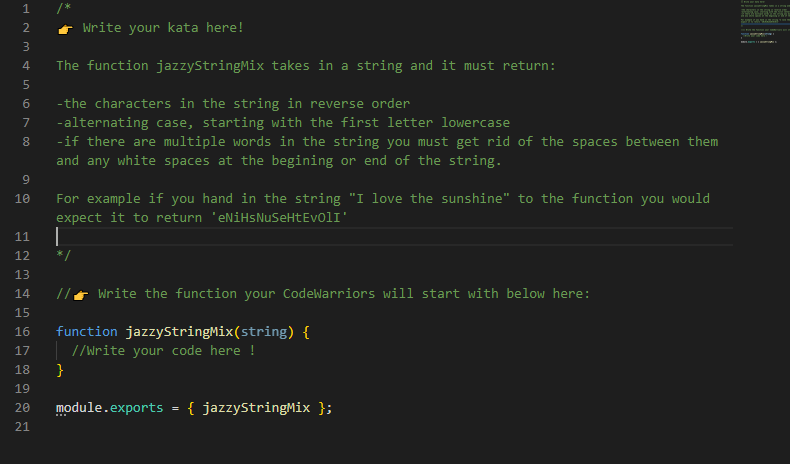 1 /*
2 👉 Write your kata here!
3
4 The function jazzyStringMix takes in a string and it must return:
5
6 -the characters in the string in reverse order
7 -alternating case, starting with the first letter lowercase
8 -if there are multiple words in the string you must get rid of the spaces between them
and any white spaces at the begining or end of the string.
9
10 For example if you hand in the string "I love the sunshine" to the function you would
expect it to return 'eNiHsNuSeHtEvOlI'
11
12 */
13
14 //👉 Write the function your CodeWarriors will start with below here:
15
16 function jazzyStringMix(string) {
17 //Write your code here !
18 }
19
20 module.exports = { jazzyStringMix };
21